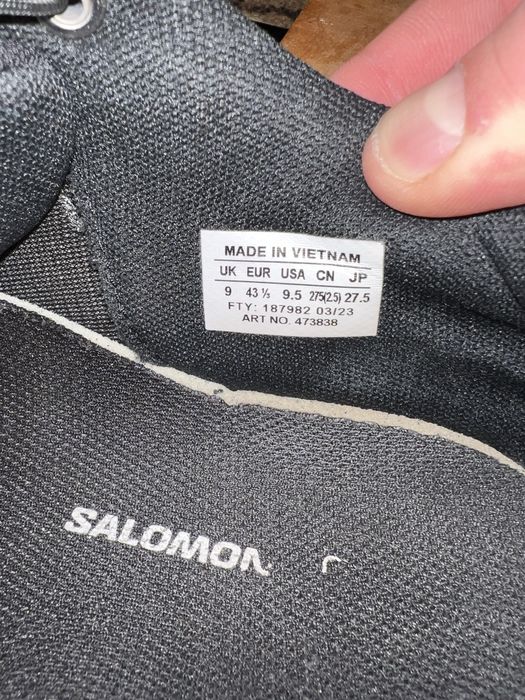 MADE IN VIETNAM
UK EUR USA CN JP
9 43 ⅓ 9.5 275(2.5) 27.5
FTY: 187982 03/23
ART NO. 473838
SALOMON